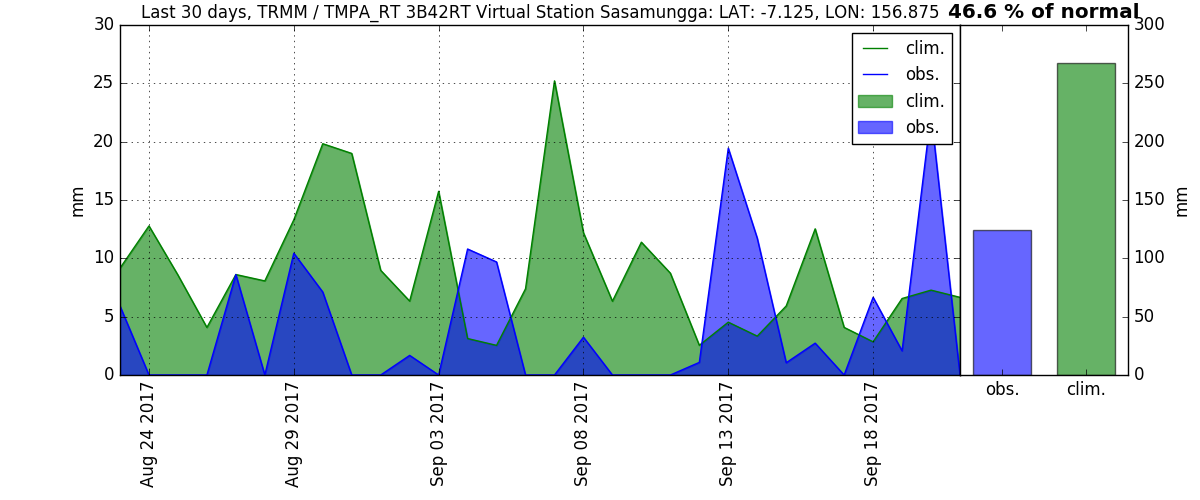 Last 30 days, TRMM / TMPA_RT 3B42RT Virtual Station Sasamungga: LAT: -7.125, LON: 156.875
46.6 % of normal
30
25
20
15
10
5
0
mm
clim.
obs.
clim.
obs.
Aug 24 2017
Aug 29 2017
Sep 03 2017
Sep 08 2017
Sep 13 2017
Sep 18 2017
300
250
200
150
100
50
0
mm
obs.
clim.